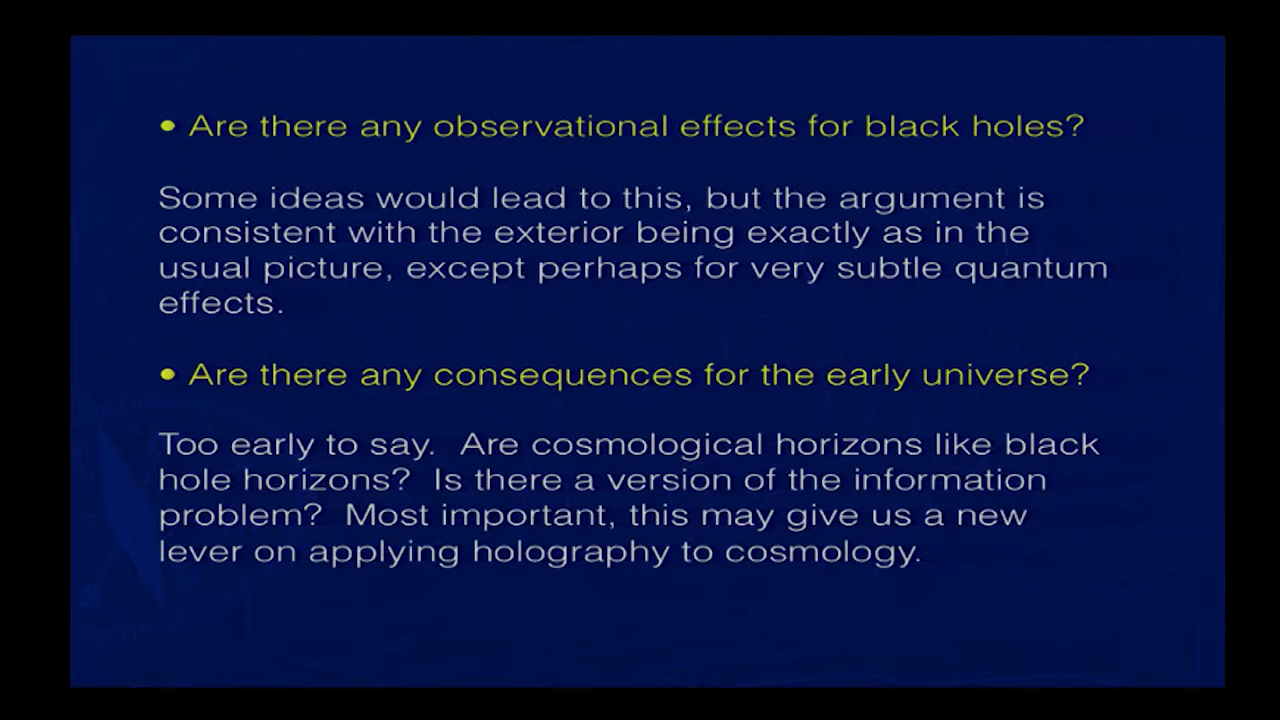 • Are there any observational effects for black holes?
Some ideas would lead to this, but the argument is
consistent with the exterior being exactly as in the
usual picture, except perhaps for very subtle quantum
effects.
• Are there any consequences for the early universe?
Too early to say.  Are cosmological horizons like black
hole horizons?  Is there a version of the information
problem?  Most important, this may give us a new
lever on applying holography to cosmology.